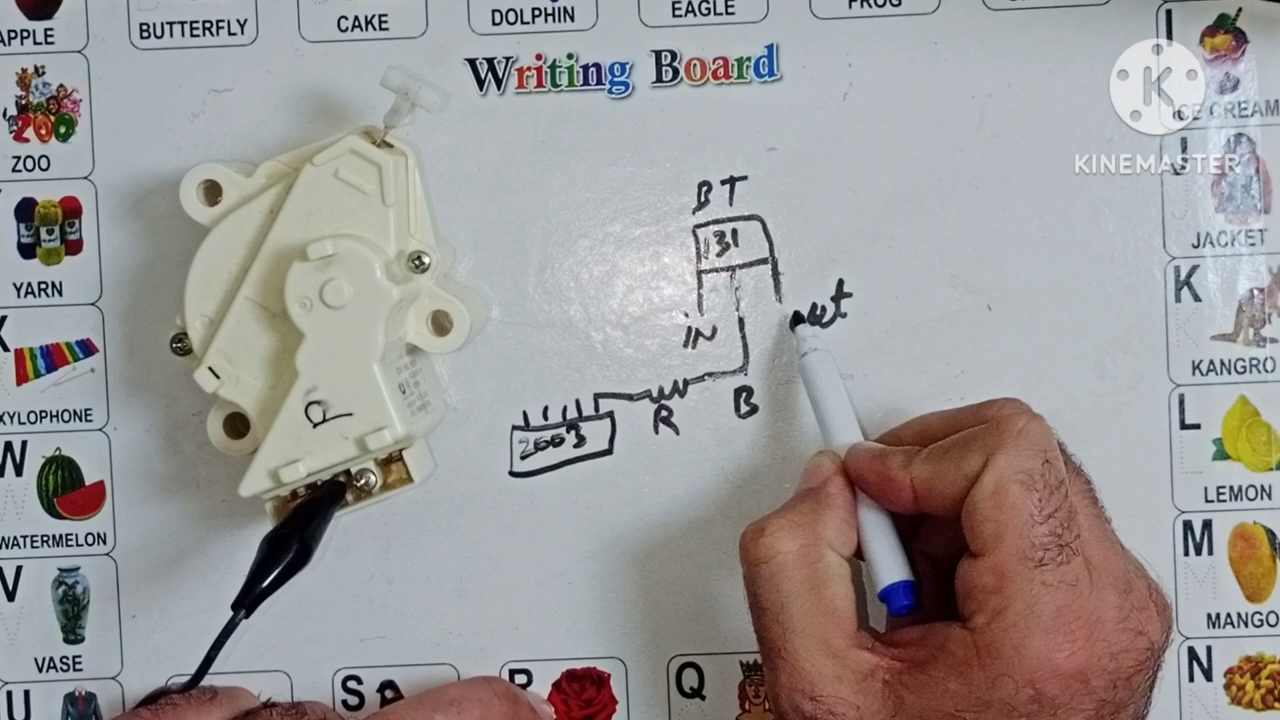 APPLE
BUTTERFLY
CAKE
DOLPHIN
EAGLE
FROG
I
Writing Board
K
ICE CREAM
KINEMASTER
ZOO
ZOO
J
JACKET
BT
131
YARN
K
KANGRO
iN
out
X
XYLOPHONE
R
B
2003
L
LEMON
W
WATERMELON
M
MANGO
V
VASE
U
S
R
Q
N